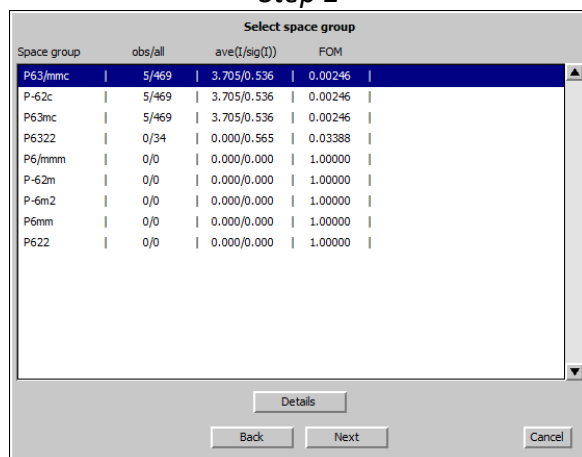 Step 2
Select space group
Space group obs/all ave(I/sig(I)) FOM
P63/mmc | 5/469 | 3.705/0.536 | 0.00246 |
P-62c | 5/469 | 3.705/0.536 | 0.00246 |
P63mc | 5/469 | 3.705/0.536 | 0.00246 |
P6322 | 0/34 | 0.000/0.565 | 0.03388 |
P6/mmm | 0/0 | 0.000/0.000 | 1.00000 |
P-62m | 0/0 | 0.000/0.000 | 1.00000 |
P-6m2 | 0/0 | 0.000/0.000 | 1.00000 |
P6mm | 0/0 | 0.000/0.000 | 1.00000 |
P622 | 0/0 | 0.000/0.000 | 1.00000 |
Details
Back Next Cancel